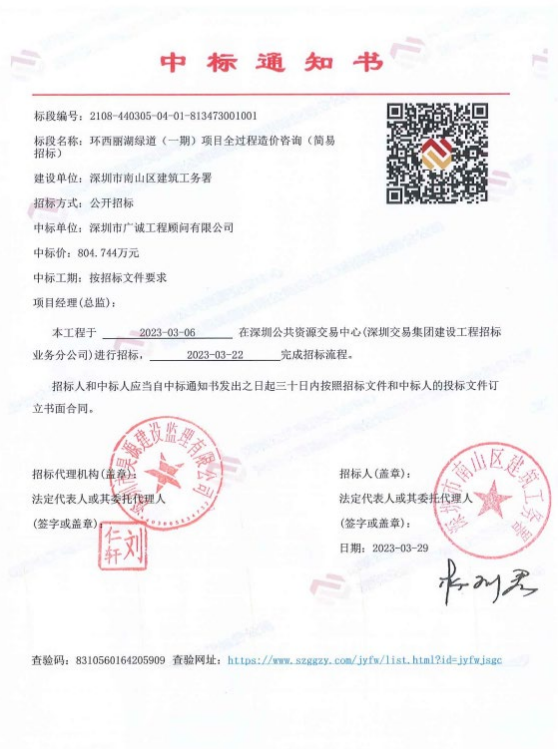 中标通知书
标段编号：2108-440305-04-01-813473001001
标段名称：环西丽湖绿道（一期）项目全过程造价咨询（简易
招标）
建设单位：深圳市南山区建筑工务署
招标方式：公开招标
中标单位：深圳市广诚工程顾问有限公司
中标价：804.744万元
中标工期：按招标文件要求
项目经理(总监)：
本工程于 2023-03-06 在深圳公共资源交易中心(深圳交易集团建设工程招标
业务分公司)进行招标， 2023-03-22 完成招标流程。
招标人和中标人应当自中标通知书发出之日起三十日内按照招标文件和中标人的投标文件订
立书面合同。
招标代理机构(盖章)：
法定代表人或其委托代理人
(签字或盖章)：
仁轩刘
招标人(盖章)：
法定代表人或其委托代理人
(签字或盖章)：
日期：2023-03-29
深圳市南山区建筑工务署
查验码：8310560164205909 查验网址：https://www.szggzy.com/jyfw/list.html?id=jyfwjsgc